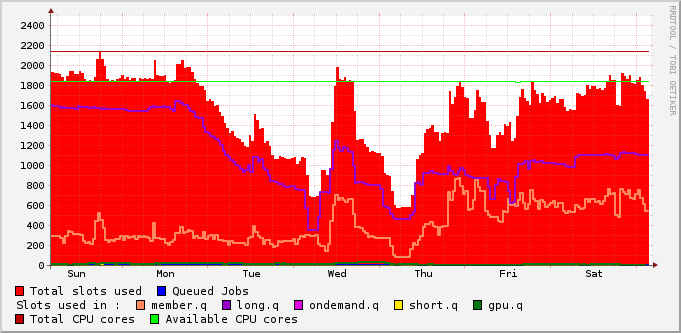 RRDTOOL / TOBI OETIKER
2400
2200
2000
1800
1600
1400
1200
1000
800
600
400
200
0
Sun Mon Tue Wed Thu Fri Sat
Total slots used Queued Jobs
Slots used in : member.q long.q ondemand.q short.q gpu.q
Total CPU cores Available CPU cores